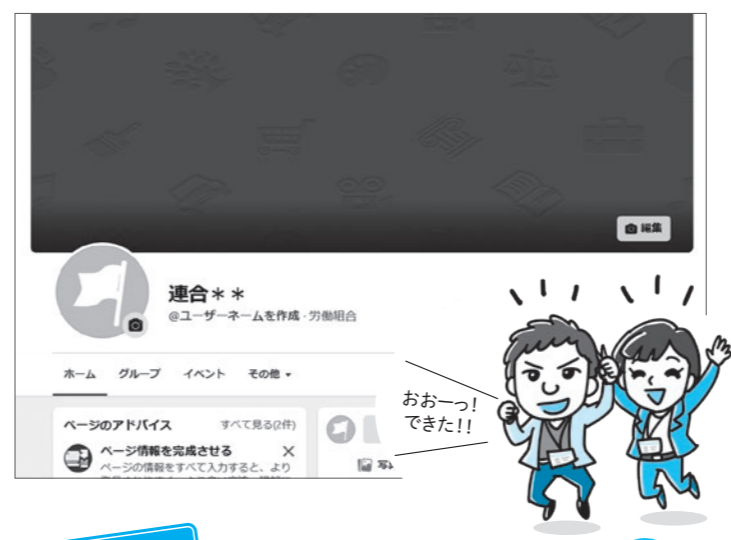 編集
連合＊＊
@ユーザーネームを作成・労働組合
ホーム グループ イベント その他
ページのアドバイス すべて見る(2件)
ページ情報を完成させる
ページの情報をすべて入力すると、より
おおーっ!
できた!!